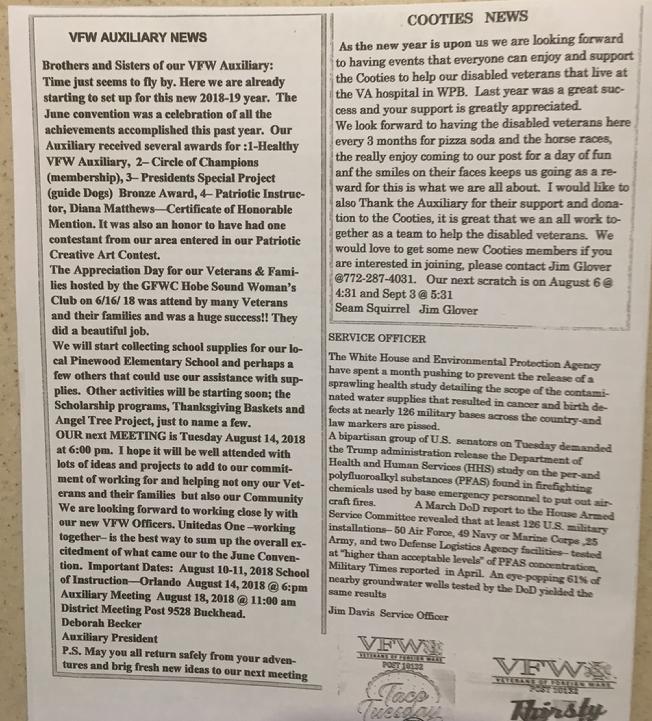 VFW AUXILIARY NEWS
Brothers and Sisters of our VFW Auxiliary:
Time just seems to fly by. Here we are already
starting to set up for this new 2018-19 year. The
June convention was a celebration of all the
achievements accomplished this past year. Our
Auxiliary received several awards for :1-Healthy
VFW Auxiliary, 2– Circle of Champions
(membership), 3– Presidents Special Project
(guide Dogs) Bronze Award, 4– Patriotic Instruc-
tor, Diana Matthews—Certificate of Honorable
Mention. It was also an honor to have had one
contestant from our area entered in our Patriotic
Creative Art Contest.
The Appreciation Day for our Veterans & Fami-
lies hosted by the GFWC Hobe Sound Woman's
Club on 6/16/ 18 was attend by many Veterans
and their families and was a huge success!! They
did a beautiful job.
We will start collecting school supplies for our lo-
cal Pinewood Elementary School and perhaps a
few others that could use our assistance with sup-
plies. Other activities will be starting soon; the
Scholarship programs, Thanksgiving Baskets and
Angel Tree Project, just to name a few.
OUR next MEETING is Tuesday August 14, 2018
at 6:00 pm. I hope it will be well attended with
lots of ideas and projects to add to our commit-
ment of working for and helping not ony our Vet-
erans and their families but also our Community
We are looking forward to working closely with
our new VFW Officers. Unitedas One –working
together– is the best way to sum up the overall ex-
citedment of what came our to the June Conven-
tion. Important Dates: August 10-11, 2018 School
of Instruction—Orlando August 14, 2018 @ 6:pm
Auxiliary Meeting August 18, 2018 @ 11:00 am
District Meeting Post 9528 Buckhead.
Deborah Becker
Auxiliary President
P.S. May you all return safely from your adven-
tures and brig fresh new ideas to our next meeting
COOTIES NEWS
As the new year is upon us we are looking forward
to having events that everyone can enjoy and support
the Cooties to help our disabled veterans that live at
the VA hospital in WPB. Last year was a great suc-
cess and your support is greatly appreciated.
We look forward to having the disabled veterans here
every 3 months for pizza soda and the horse races,
the really enjoy coming to our post for a day of fun
anf the smiles on their faces keeps us going as a re-
ward for this is what we are all about. I would like to
also Thank the Auxiliary for their support and dona-
tion to the Cooties, it is great that we an all work to-
gether as a team to help the disabled veterans. We
would love to get some new Cooties members if you
are interested in joining, please contact Jim Glover
@772-287-4031. Our next scratch is on August 6 @
4:31 and Sept 3 @ 5:31
Seam Squirrel Jim Glover
SERVICE OFFICER
The White House and Environmental Protection Agency
have spent a month pushing to prevent the release of a
sprawling health study detailing the scope of the contami-
nated water supplies that resulted in cancer and birth de-
fects at nearly 126 military bases across the country-and
law markers are pissed.
A bipartisan group of U.S. senators on Tuesday demanded
the Trump administration release the Department of
Health and Human Services (HHS) study on the per-and
polyfluoroalkyl substances (PFAS) found in firefighting
chemicals used by base emergency personnel to put out air-
craft fires. A March DoD report to the House Armed
Service Committee revealed that at least 126 U.S. military
installations– 50 Air Force, 49 Navy or Marine Corps ,25
Army, and two Defense Logistics Agency facilities– tested
at "higher than acceptable levels" of PFAS concentration,
Military Times reported in April. An eye-popping 61% of
nearby groundwater wells tested by the DoD yielded the
same results
Jim Davis Service Officer
VFW
VETERANS OF FOREIGN WARS
POST 10132
Taco
Tuesday
VFW
VETERANS OF FOREIGN WARS
POST 10132
Thirsty